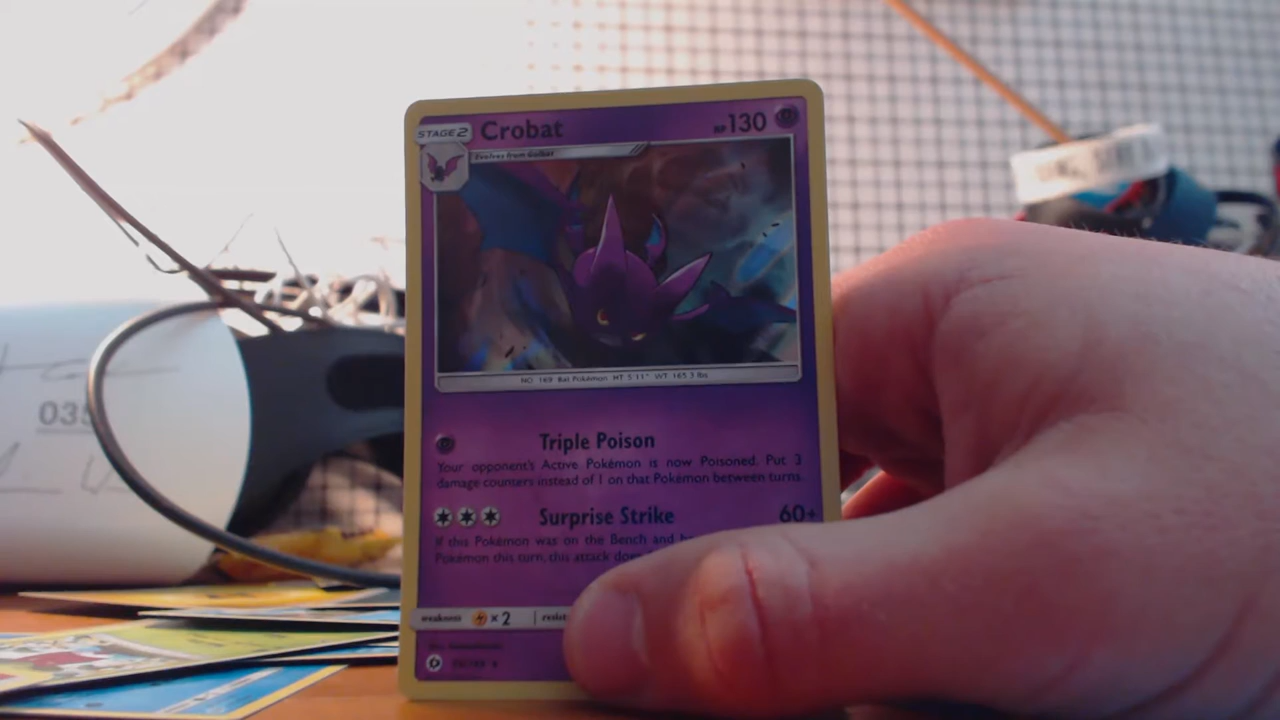 STAGE 2 Crobat HP 130
Evolves from Golbat
NO. 169 Bat Pokémon HT: 5'11" WT: 165.3 lbs
Triple Poison
Your opponent's Active Pokémon is now Poisoned. Put 3
damage counters instead of 1 on that Pokémon between turns.
Surprise Strike 60+
If this Pokémon was on the Bench and
Pokémon this turn, this attack
weakness ×2
035